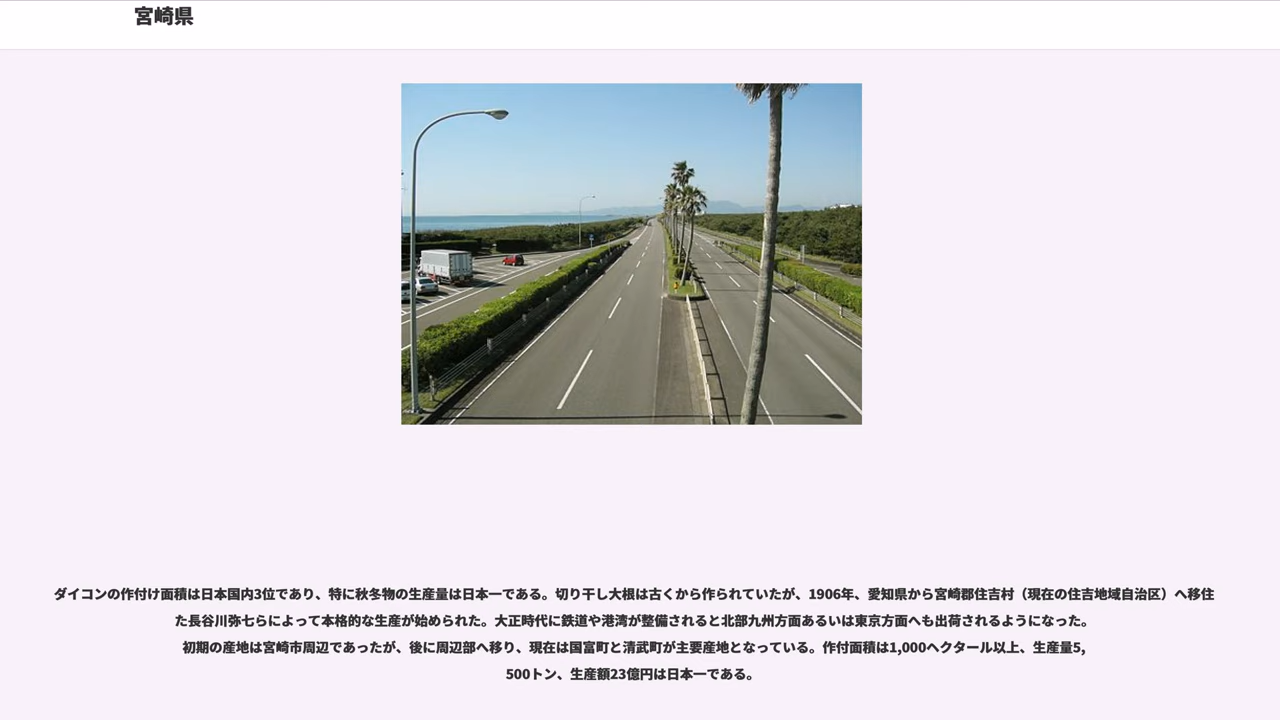 宮崎県
ダイコンの作付け面積は日本国内3位であり、特に秋冬物の生産量は日本一である。切り干し大根は古くから作られていたが、1906年、愛知県から宮崎郡住吉村（現在の住吉地域自治区）へ移住
た長谷川弥七らによって本格的な生産が始められた。大正時代に鉄道や港湾が整備されると北部九州方面あるいは東京方面へも出荷されるようになった。
初期の産地は宮崎市周辺であったが、後に周辺部へ移り、現在は国富町と清武町が主要産地となっている。作付面積は1,000ヘクタール以上、生産量5,
500トン、生産額23億円は日本一である。